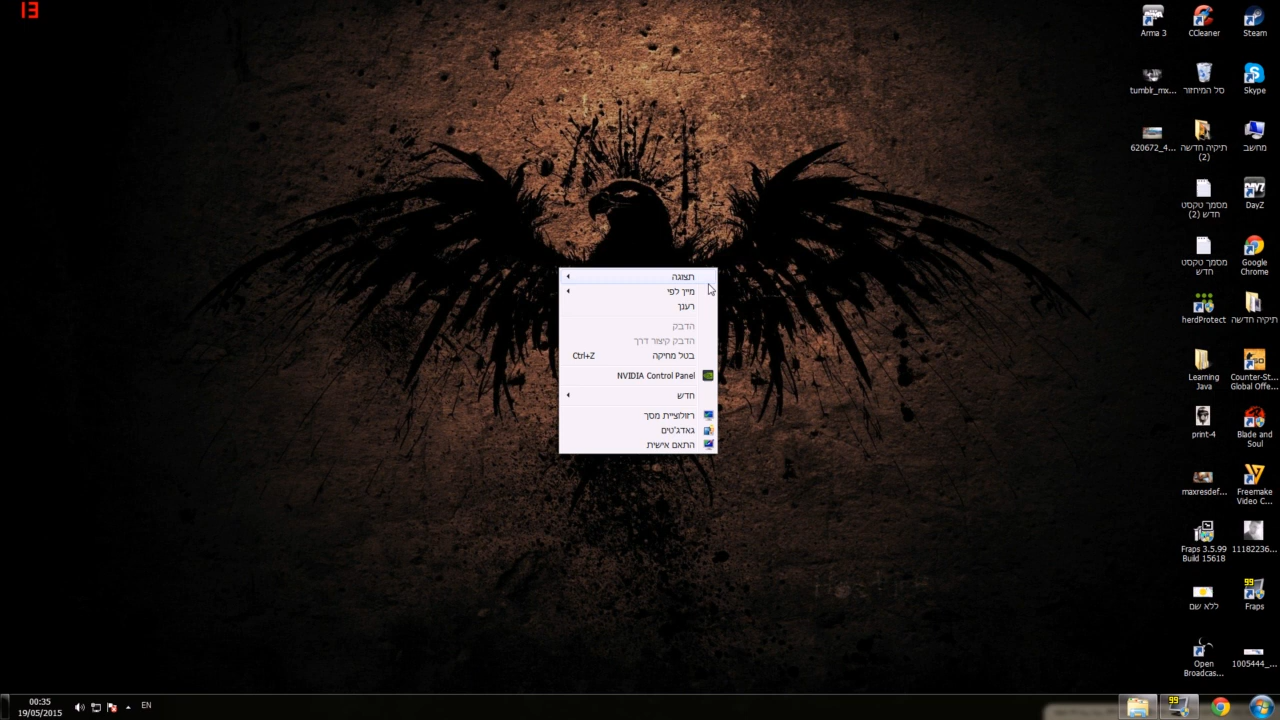 13
Arma 3
CCleaner
Steam
tumblr_mx...
סל המיחזור
Skype
620672_4...
תיקיה חדשה
(2)
מחשב
מסמך טקסט
חדש (2)
DayZ
מסמך טקסט
חדש
Google
Chrome
herdProtect
תיקיה חדשה
Learning
Java
Counter-St...
Global Offe...
print-4
Blade and
Soul
maxresdef...
Freemake
Video C...
Fraps 3.5.99
Build 15618
11182236...
ללא שם
99
Fraps
Open
Broadcas...
1005444_...
תצוגה
מיין לפי
רענן
הדבק
הדבק קיצור דרך
בטל מחיקה Ctrl+Z
NVIDIA Control Panel
חדש
רזולוציית מסך
גאדג'טים
התאם אישית
00:35
19/05/2015
EN
99